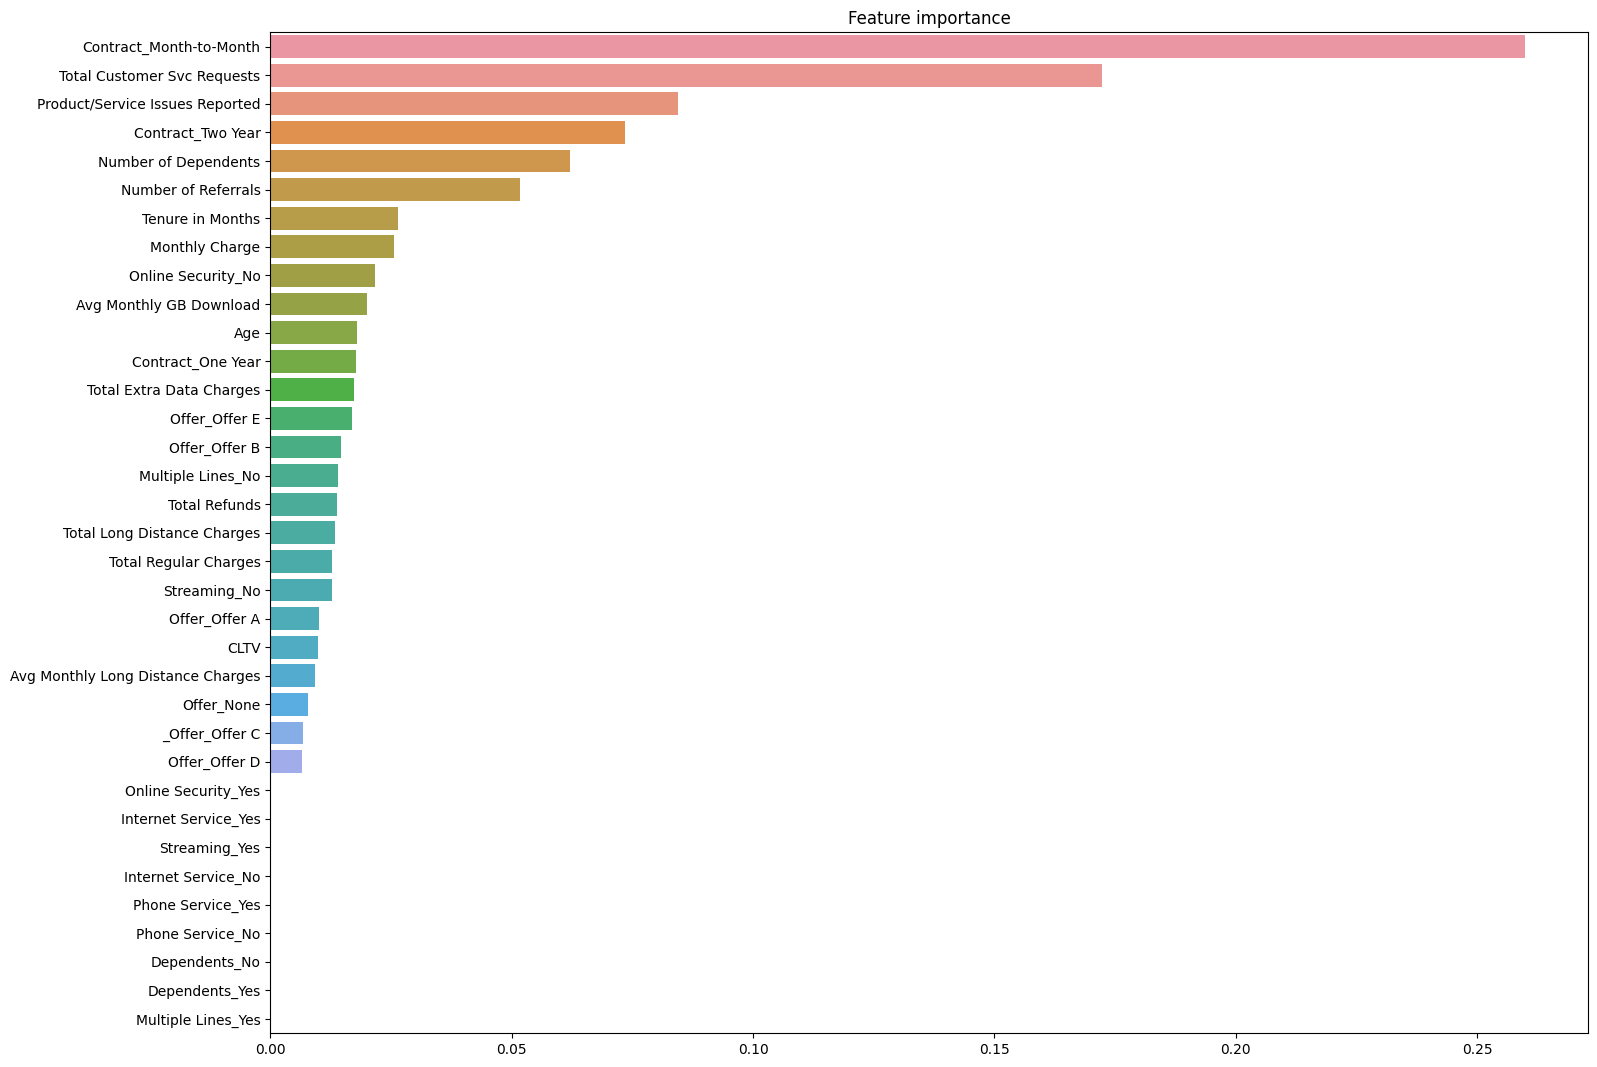 Feature importance
Contract_Month-to-Month
Total Customer Svc Requests
Product/Service Issues Reported
Contract_Two Year
Number of Dependents
Number of Referrals
Tenure in Months
Monthly Charge
Online Security_No
Avg Monthly GB Download
Age
Contract_One Year
Total Extra Data Charges
Offer_Offer E
Offer_Offer B
Multiple Lines_No
Total Refunds
Total Long Distance Charges
Total Regular Charges
Streaming_No
Offer_Offer A
CLTV
Avg Monthly Long Distance Charges
Offer_None
_Offer_Offer C
Offer_Offer D
Online Security_Yes
Internet Service_Yes
Streaming_Yes
Internet Service_No
Phone Service_Yes
Phone Service_No
Dependents_No
Dependents_Yes
Multiple Lines_Yes
0.00 0.05 0.10 0.15 0.20 0.25